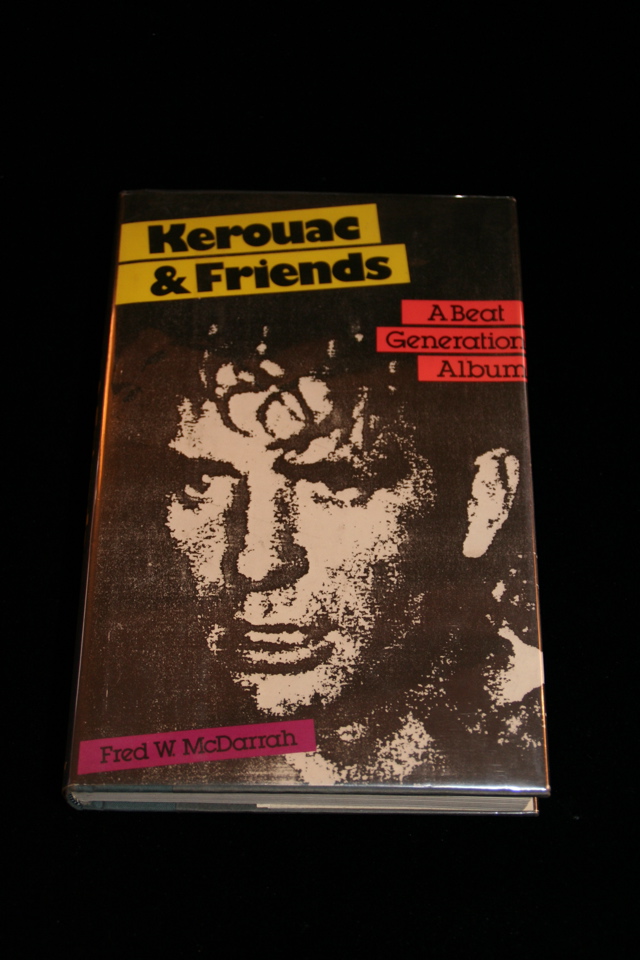 Kerouac
& Friends
A Beat
Generation
Album
Fred W. McDarrah